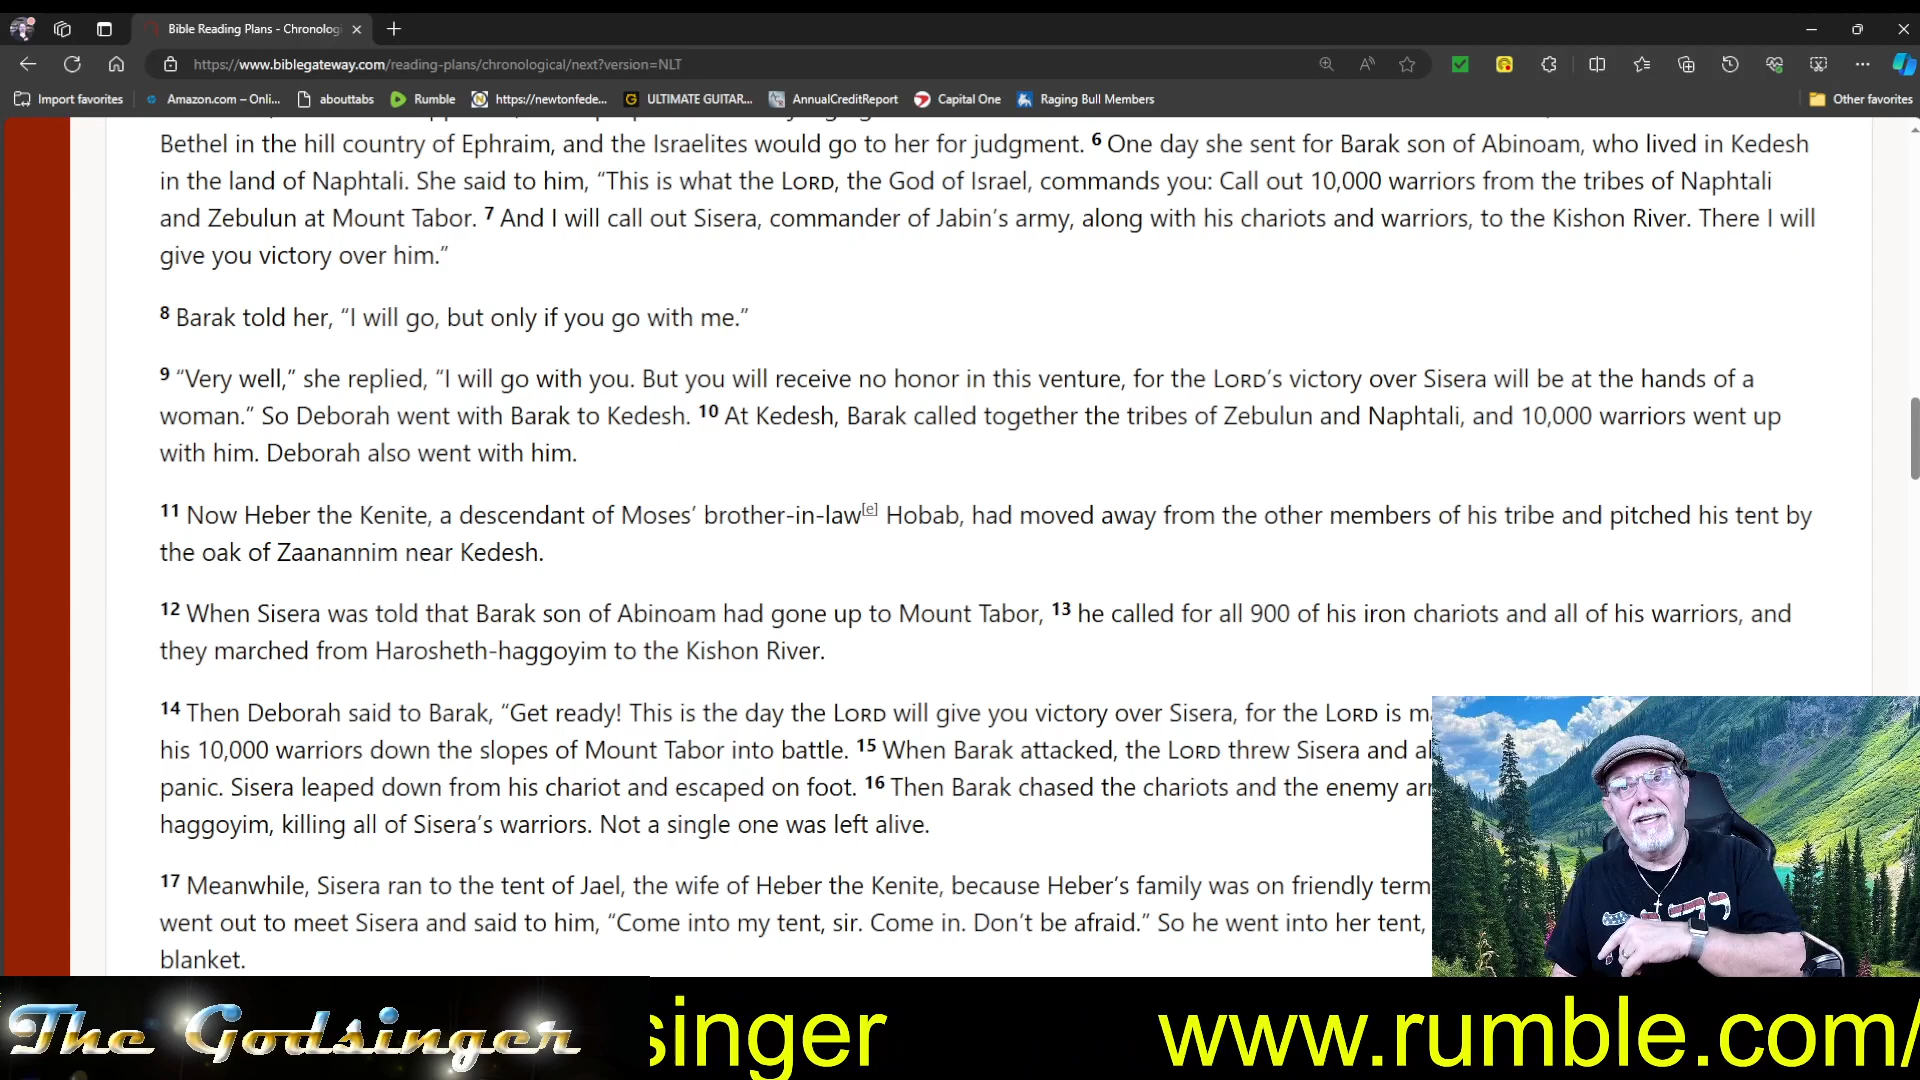 Bible Reading Plans - Chronologi
https://www.biblegateway.com/reading-plans/chronological/next?version=NLT
Import favorites
Amazon.com – Onli...
abouttabs
Rumble
https://newtonfede...
ULTIMATE GUITAR...
AnnualCreditReport
Capital One
Raging Bull Members
Other favorites
Bethel in the hill country of Ephraim, and the Israelites would go to her for judgment. 6 One day she sent for Barak son of Abinoam, who lived in Kedesh
in the land of Naphtali. She said to him, “This is what the LORD, the God of Israel, commands you: Call out 10,000 warriors from the tribes of Naphtali
and Zebulun at Mount Tabor. 7 And I will call out Sisera, commander of Jabin’s army, along with his chariots and warriors, to the Kishon River. There I will
give you victory over him.”
8 Barak told her, “I will go, but only if you go with me.”
9 “Very well,” she replied, “I will go with you. But you will receive no honor in this venture, for the LORD’s victory over Sisera will be at the hands of a
woman.” So Deborah went with Barak to Kedesh. 10 At Kedesh, Barak called together the tribes of Zebulun and Naphtali, and 10,000 warriors went up
with him. Deborah also went with him.
11 Now Heber the Kenite, a descendant of Moses’ brother-in-law[e] Hobab, had moved away from the other members of his tribe and pitched his tent by
the oak of Zaanannim near Kedesh.
12 When Sisera was told that Barak son of Abinoam had gone up to Mount Tabor, 13 he called for all 900 of his iron chariots and all of his warriors, and
they marched from Harosheth-haggoyim to the Kishon River.
14 Then Deborah said to Barak, “Get ready! This is the day the LORD will give you victory over Sisera, for the LORD is ma
his 10,000 warriors down the slopes of Mount Tabor into battle. 15 When Barak attacked, the LORD threw Sisera and al
panic. Sisera leaped down from his chariot and escaped on foot. 16 Then Barak chased the chariots and the enemy arr
haggoyim, killing all of Sisera’s warriors. Not a single one was left alive.
17 Meanwhile, Sisera ran to the tent of Jael, the wife of Heber the Kenite, because Heber’s family was on friendly term
went out to meet Sisera and said to him, “Come into my tent, sir. Come in. Don’t be afraid.” So he went into her tent,
blanket.
The Godsinger
singer
www.rumble.com/